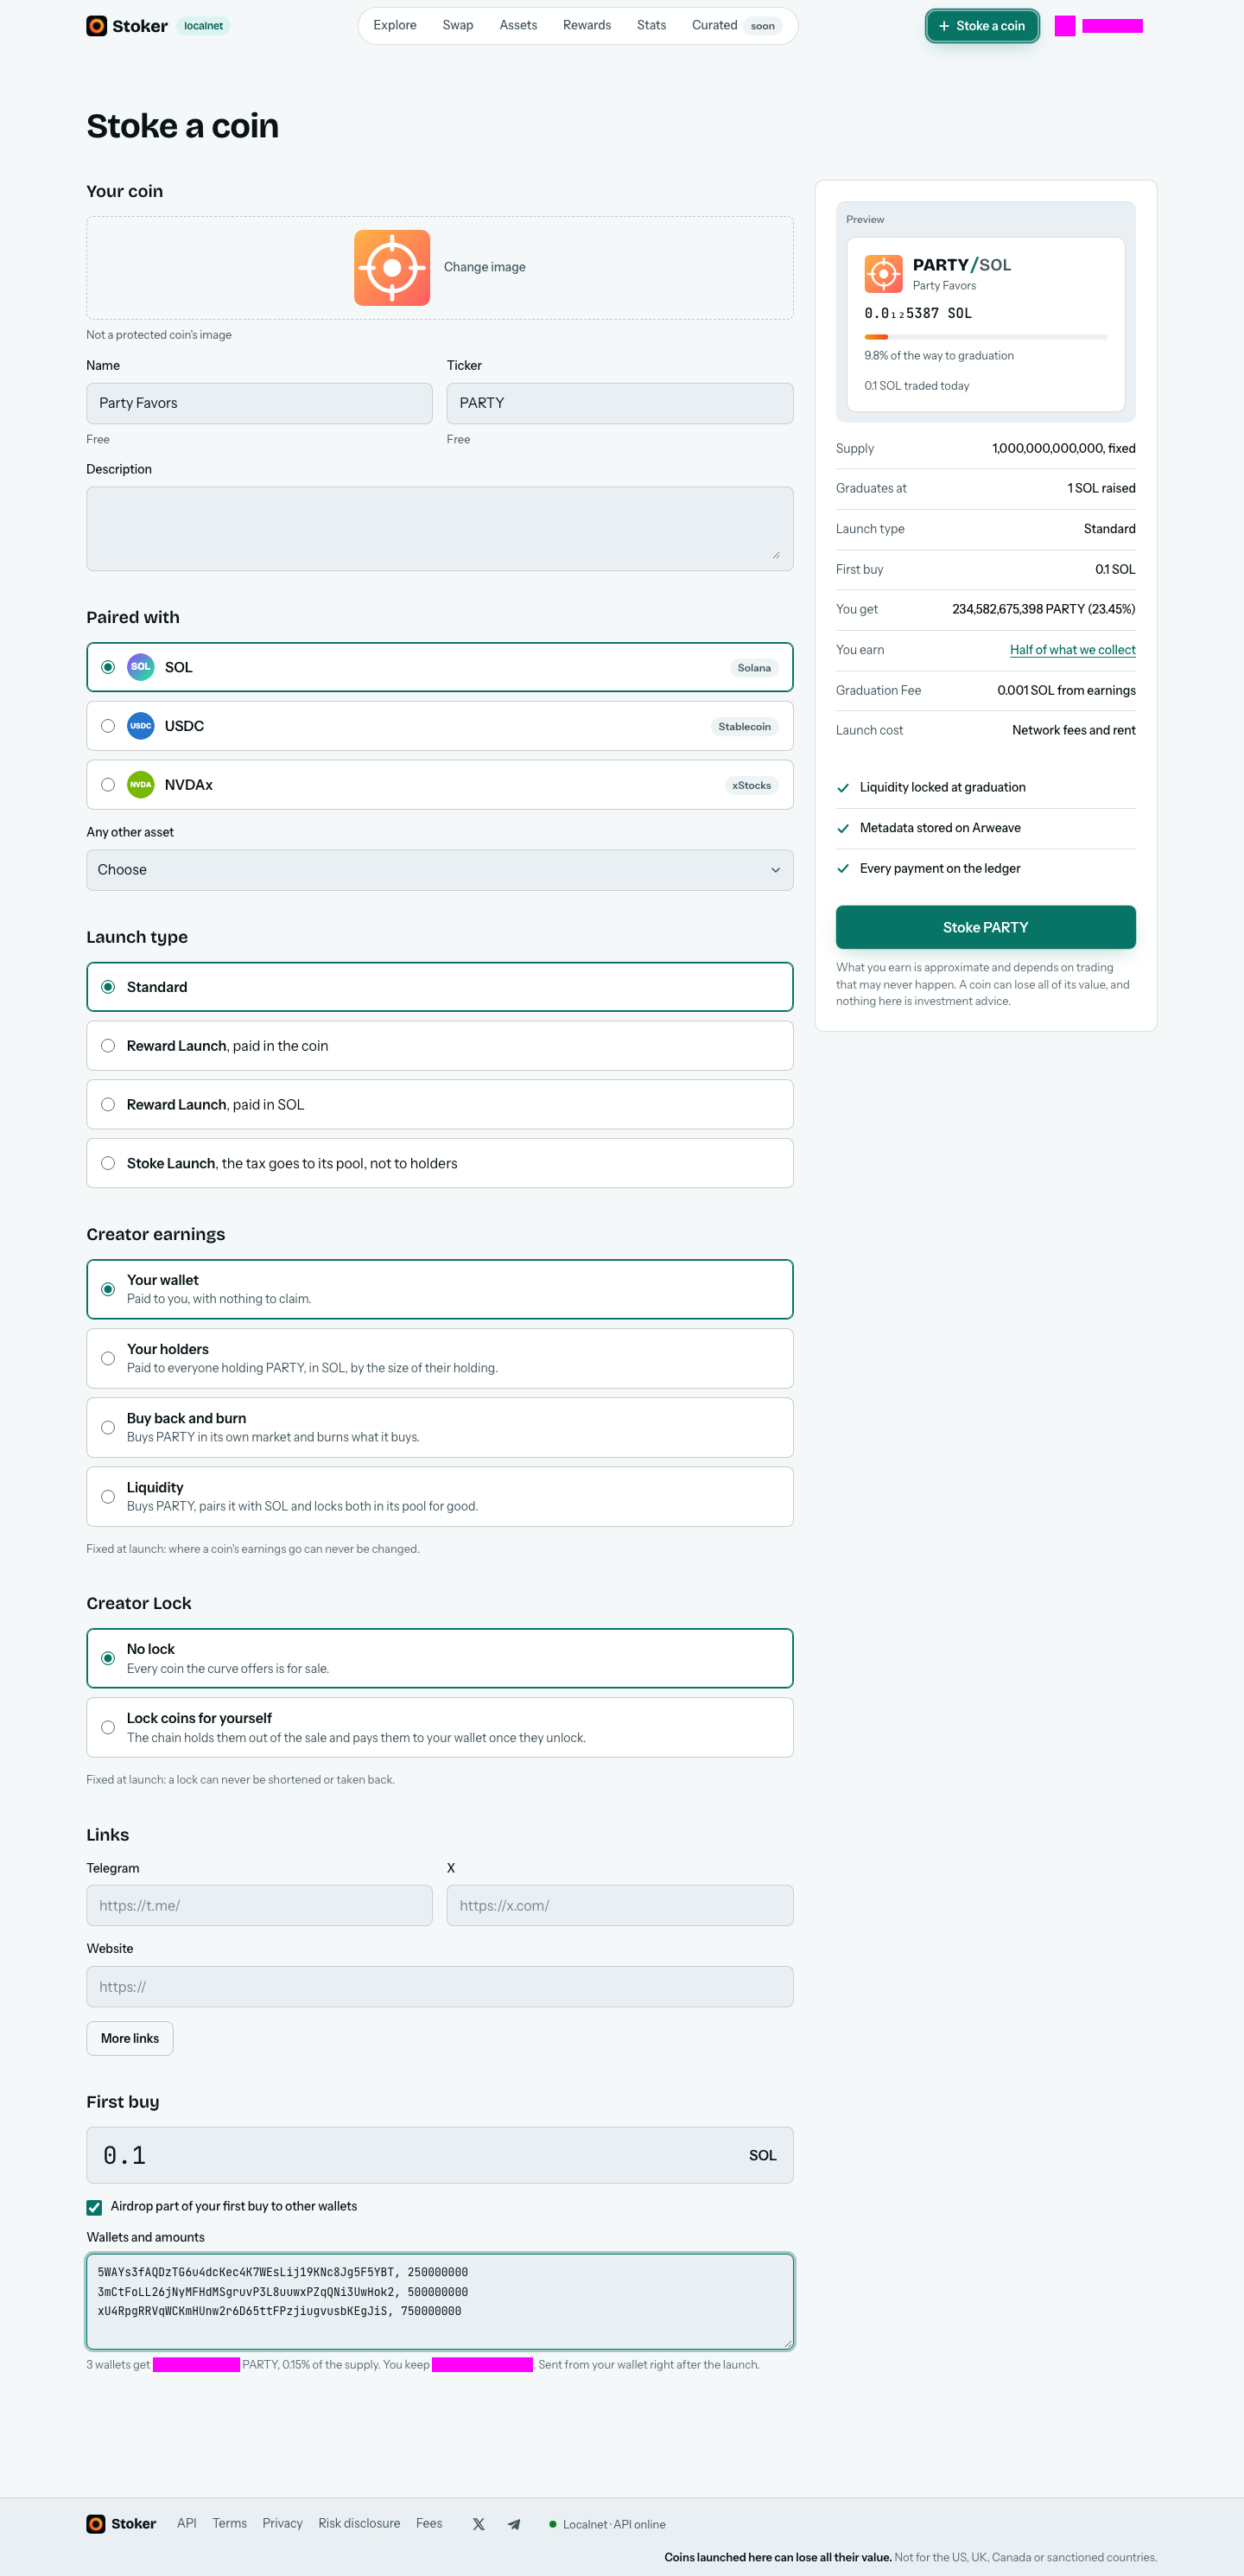 Stoker localnet Explore Swap Assets Rewards Stats Curated soon + Stoke a coin
Stoke a coin
Your coin
Change image
Not a protected coin's image
Name Ticker
Party Favors PARTY
Free Free
Description
Paired with
SOL SOL Solana
USDC USDC Stablecoin
NVDA NVDAx xStocks
Any other asset
Choose
Launch type
Standard
Reward Launch, paid in the coin
Reward Launch, paid in SOL
Stoke Launch, the tax goes to its pool, not to holders
Creator earnings
Your wallet
Paid to you, with nothing to claim.
Your holders
Paid to everyone holding PARTY, in SOL, by the size of their holding.
Buy back and burn
Buys PARTY in its own market and burns what it buys.
Liquidity
Buys PARTY, pairs it with SOL and locks both in its pool for good.
Fixed at launch: where a coin's earnings go can never be changed.
Creator Lock
No lock
Every coin the curve offers is for sale.
Lock coins for yourself
The chain holds them out of the sale and pays them to your wallet once they unlock.
Fixed at launch: a lock can never be shortened or taken back.
Links
Telegram X
https://t.me/ https://x.com/
Website
https://
More links
First buy
0.1 SOL
Airdrop part of your first buy to other wallets
Wallets and amounts
5WAYs3fAQDzTG6u4dcKec4K7WEsLij19KNc8Jg5F5YBT, 250000000
3mCtFoLL26jNyMFHdMSgruvP3L8uuwxPZqQNi3UwHok2, 500000000
xU4RpgRRVqWCKmHUnw2r6D65ttFPzjiugvusbKEgJiS, 750000000
3 wallets get PARTY, 0.15% of the supply. You keep . Sent from your wallet right after the launch.
Preview
PARTY/SOL
Party Favors
0.0₁₂5387 SOL
9.8% of the way to graduation
0.1 SOL traded today
Supply 1,000,000,000,000, fixed
Graduates at 1 SOL raised
Launch type Standard
First buy 0.1 SOL
You get 234,582,675,398 PARTY (23.45%)
You earn Half of what we collect
Graduation Fee 0.001 SOL from earnings
Launch cost Network fees and rent
Liquidity locked at graduation
Metadata stored on Arweave
Every payment on the ledger
Stoke PARTY
What you earn is approximate and depends on trading
that may never happen. A coin can lose all of its value, and
nothing here is investment advice.
Stoker API Terms Privacy Risk disclosure Fees Localnet · API online
Coins launched here can lose all their value. Not for the US, UK, Canada or sanctioned countries.